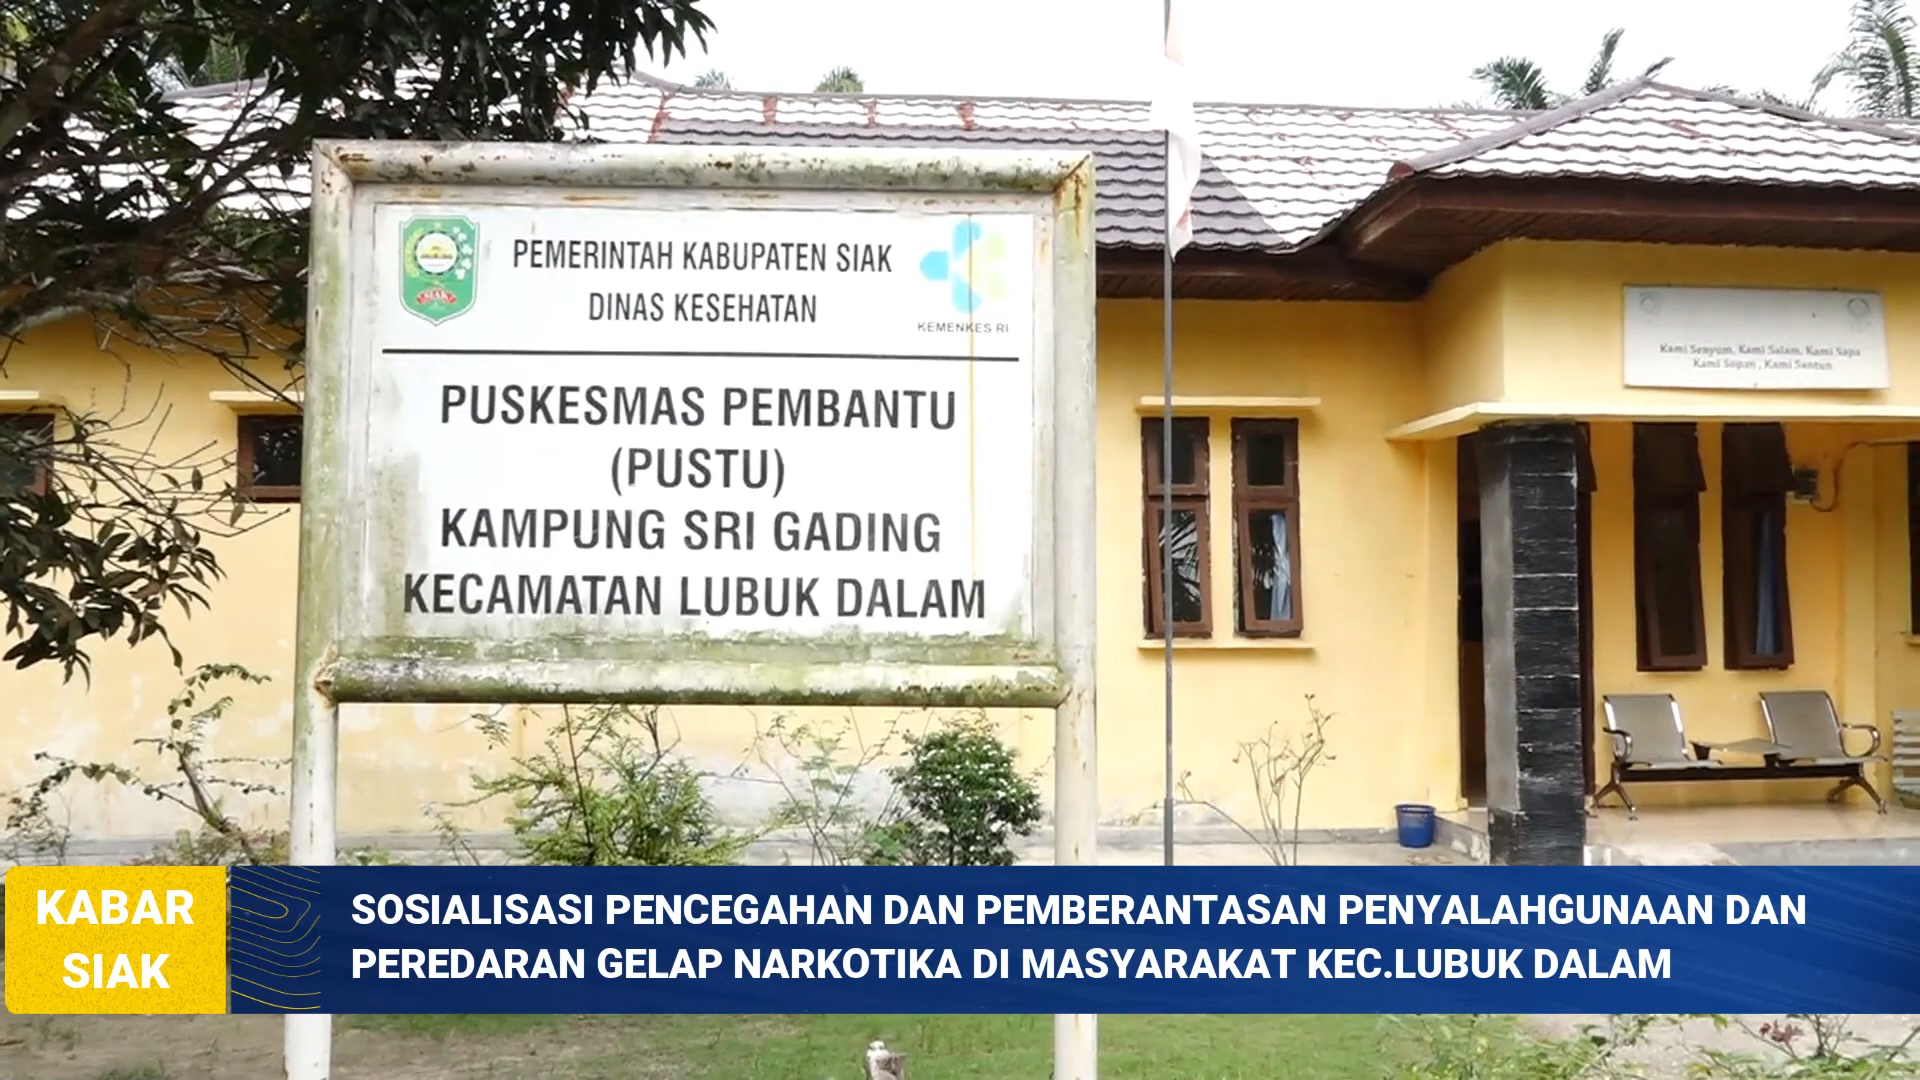 PEMERINTAH KABUPATEN SIAK
DINAS KESEHATAN
SIAK
KEMENKES RI
PUSKESMAS PEMBANTU
(PUSTU)
KAMPUNG SRI GADING
KECAMATAN LUBUK DALAM
Kami Senyum, Kami Salam, Kami Sapa
Kami Sopan , Kami Santun
KABAR
SIAK
SOSIALISASI PENCEGAHAN DAN PEMBERANTASAN PENYALAHGUNAAN DAN
PEREDARAN GELAP NARKOTIKA DI MASYARAKAT KEC.LUBUK DALAM